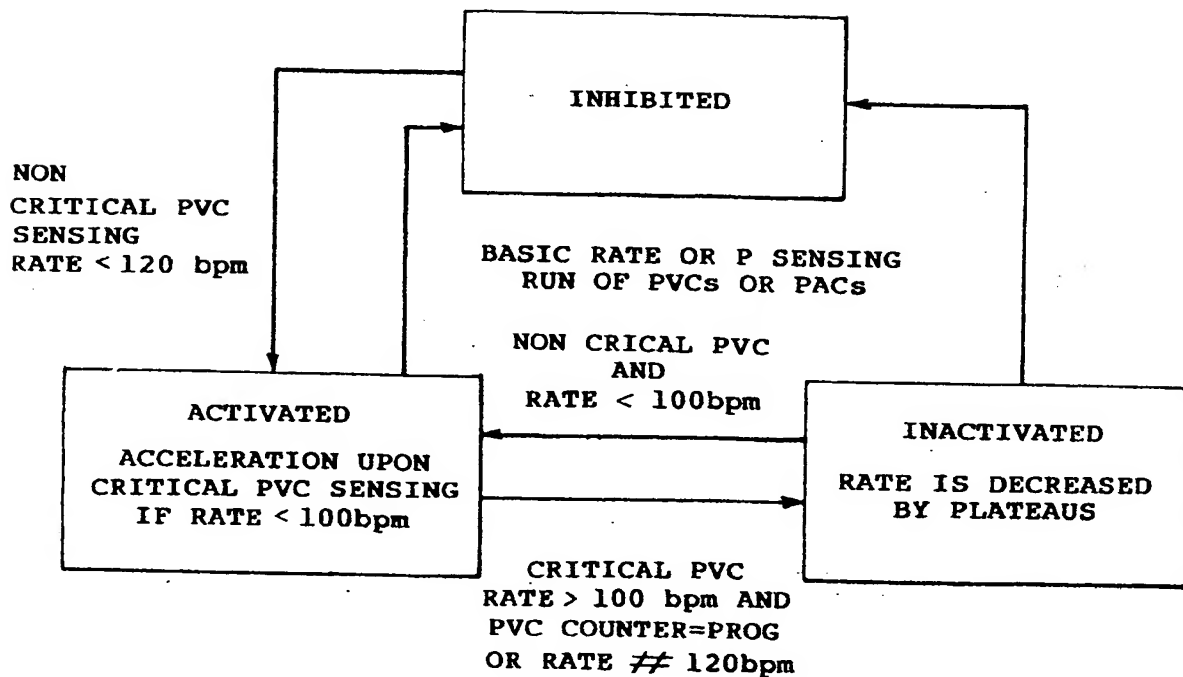 INHIBITED
NON
CRITICAL PVC
SENSING
RATE < 120 bpm
BASIC RATE OR P SENSING
RUN OF PVCs OR PACs
NON CRICAL PVC
AND
RATE < 100bpm
ACTIVATED
ACCELERATION UPON
CRITICAL PVC SENSING
IF RATE < 100bpm
INACTIVATED
RATE IS DECREASED
BY PLATEAUS
CRITICAL PVC
RATE > 100 bpm AND
PVC COUNTER=PROG
OR RATE ≠ 120bpm